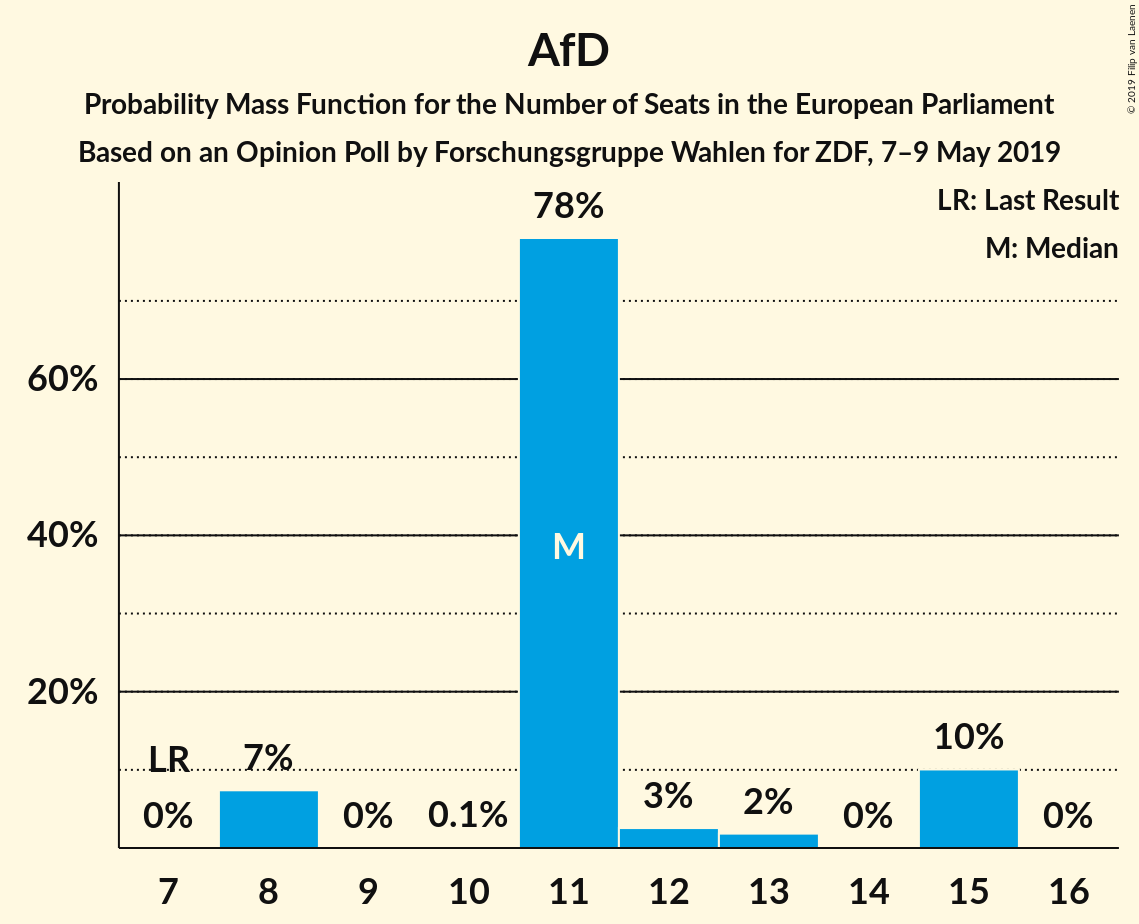 AfD
Probability Mass Function for the Number of Seats in the European Parliament
Based on an Opinion Poll by Forschungsgruppe Wahlen for ZDF, 7–9 May 2019
© 2019 Filip van Laenen
LR: Last Result
M: Median
78%
60%
40%
20%
M
LR
0%
7%
0%
0.1%
3%
2%
0%
10%
0%
7
8
9
10
11
12
13
14
15
16